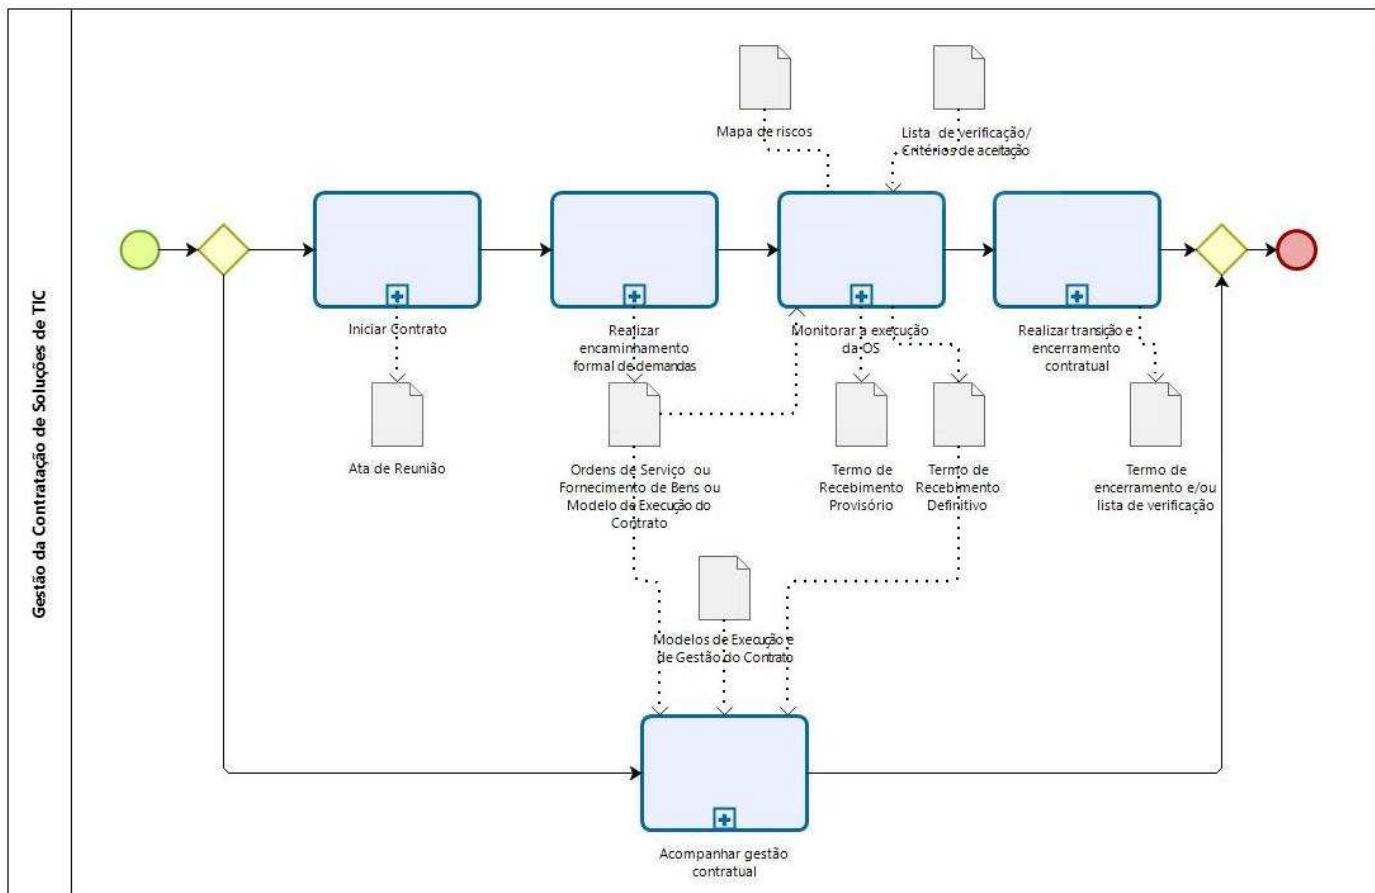 Gestão da Contratação de Soluções de TIC
Mapa de riscos
Lista de verificação/
Critérios de aceitação
Iniciar Contrato
Realizar
encaminhamento
formal de demandas
Monitorar a execução
da OS
Realizar transição e
encerramento
contratual
Ata de Reunião
Ordens de Serviço ou
Fornecimento de Bens ou
Modelo de Execução do
Contrato
Termo de
Recebimento
Provisório
Termo de
Recebimento
Definitivo
Termo de
encerramento e/ou
lista de verificação
Modelos de Execução e
de Gestão do Contrato
Acompanhar gestão
contratual